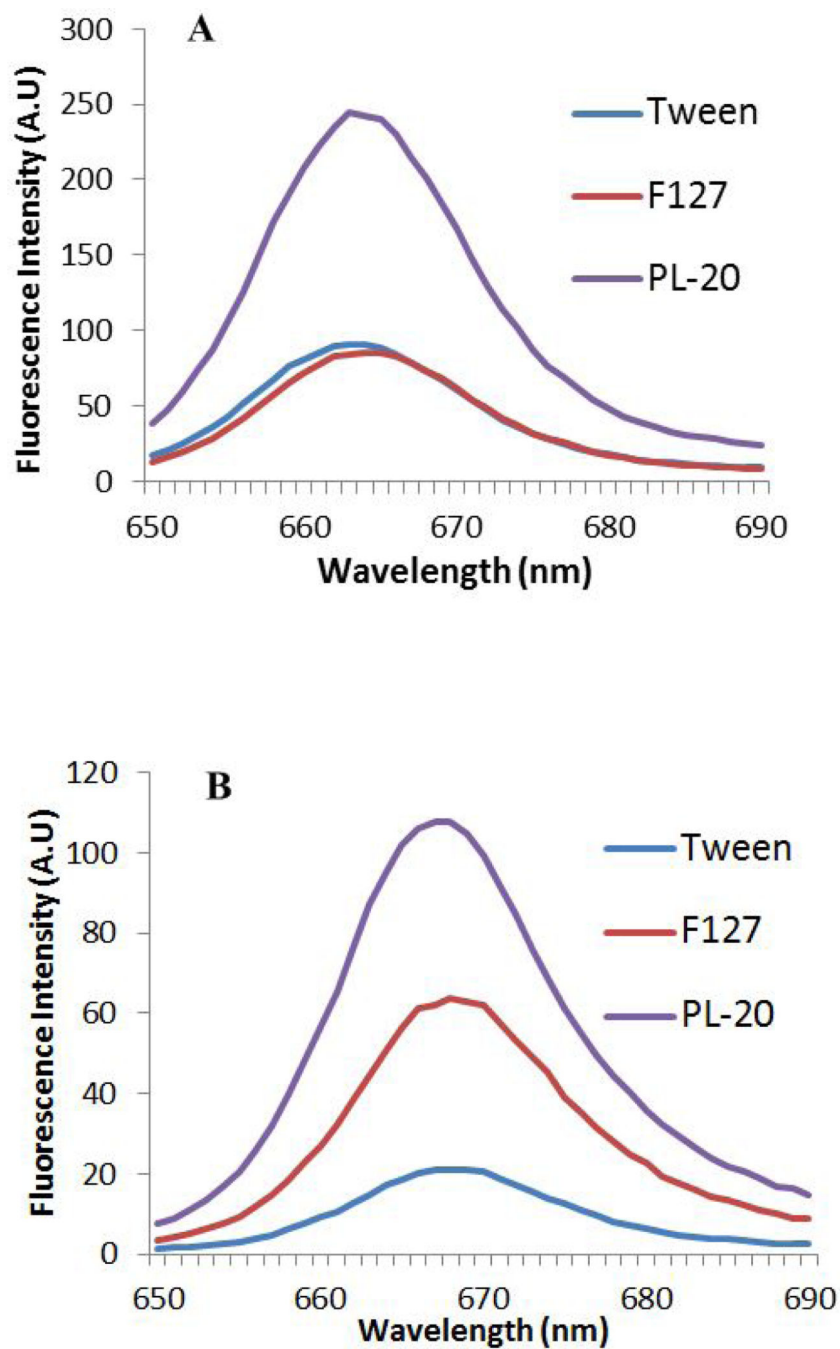 A
Fluorescence Intensity (A.U)
300
250
200
150
100
50
0
Tween
F127
PL-20
650 660 670 680 690
Wavelength (nm)
B
Fluorescence Intensity (A.U)
120
100
80
60
40
20
0
Tween
F127
PL-20
650 660 670 680 690
Wavelength (nm)